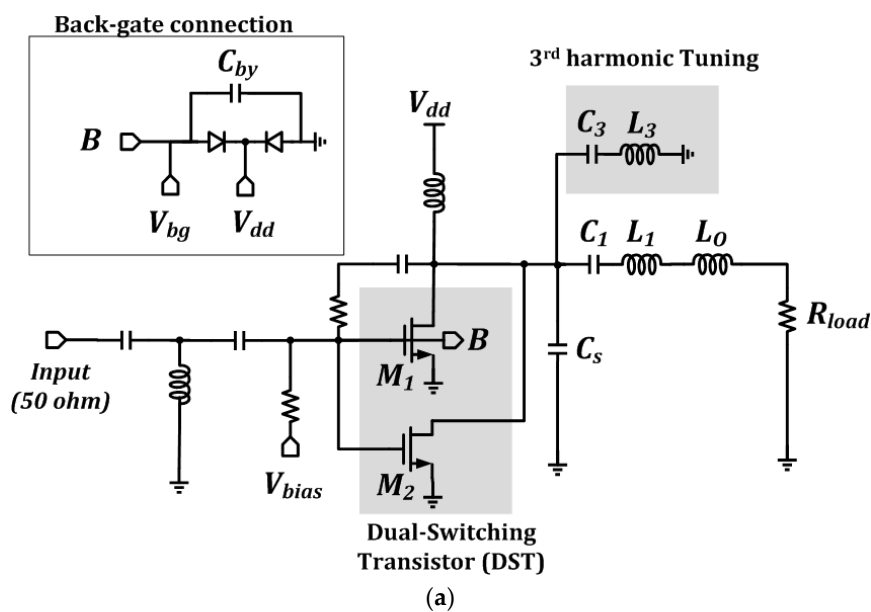 Back-gate connection
C_by
B
V_bg
V_dd
3rd harmonic Tuning
C_3
L_3
V_dd
C_1
L_1
L_O
R_load
C_s
Input
(50 ohm)
V_bias
M_1
B
M_2
Dual-Switching
Transistor (DST)
(a)